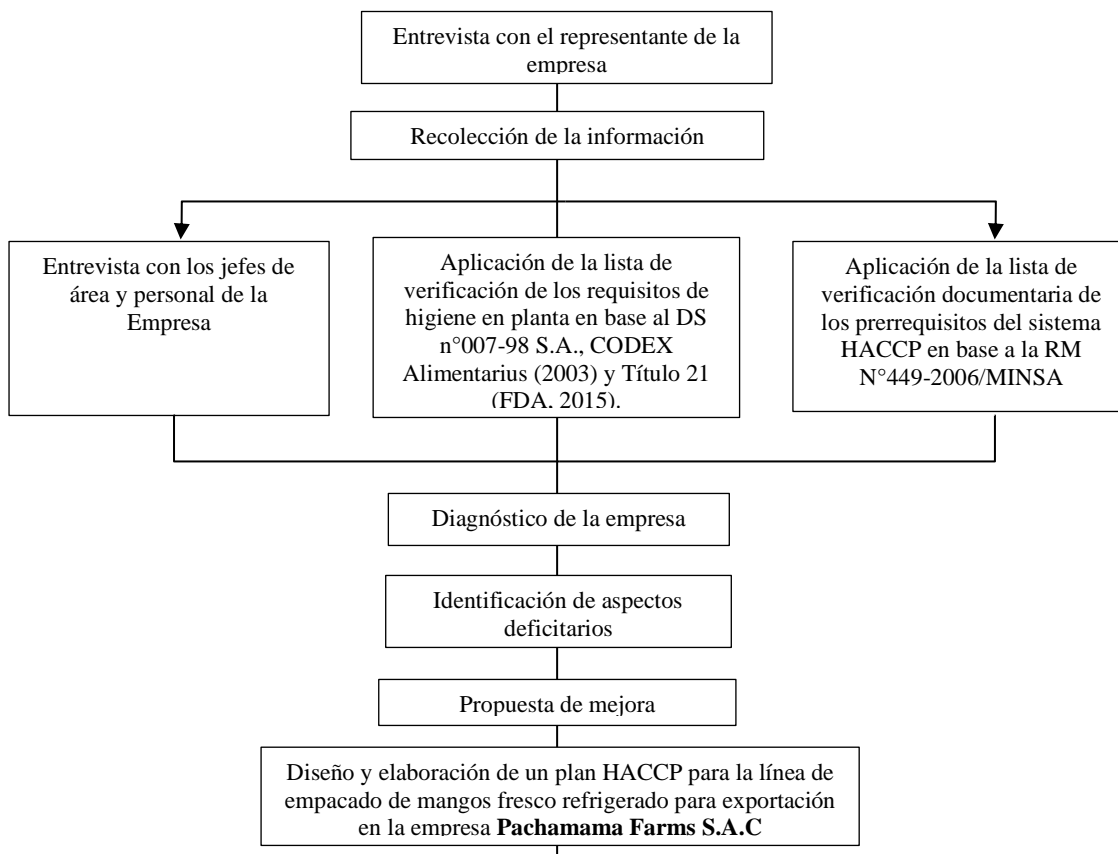 Entrevista con el representante de la
empresa
Recolección de la información
Entrevista con los jefes de
área y personal de la
Empresa
Aplicación de la lista de
verificación de los requisitos de
higiene en planta en base al DS
n°007-98 S.A., CODEX
Alimentarius (2003) y Título 21
(FDA, 2015).
Aplicación de la lista de
verificación documentaria de
los prerrequisitos del sistema
HACCP en base a la RM
N°449-2006/MINSA
Diagnóstico de la empresa
Identificación de aspectos
deficitarios
Propuesta de mejora
Diseño y elaboración de un plan HACCP para la línea de
empacado de mangos fresco refrigerado para exportación
en la empresa Pachamama Farms S.A.C